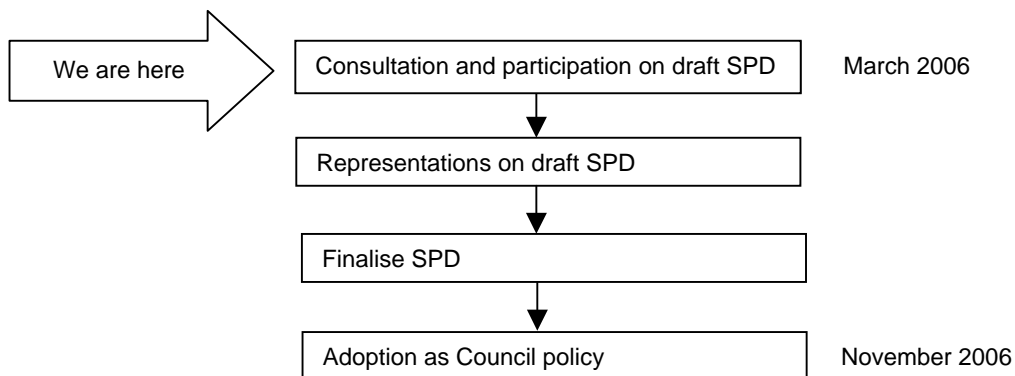 We are here
Consultation and participation on draft SPD
March 2006
Representations on draft SPD
Finalise SPD
Adoption as Council policy
November 2006